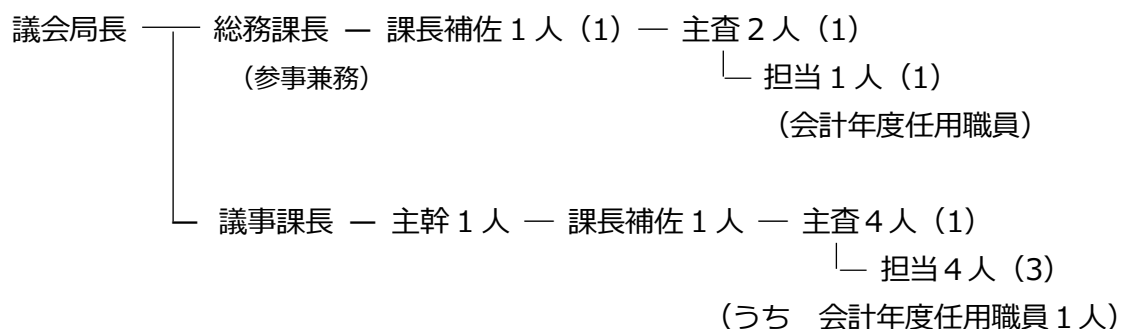 議会局長 総務課長 ー 課長補佐1人（1）― 主査2人（1）
（参事兼務） 担当1人（1）
（会計年度任用職員）
議事課長 ー 主幹1人 ― 課長補佐1人 ― 主査4人（1）
担当4人（3）
（うち　会計年度任用職員1人）